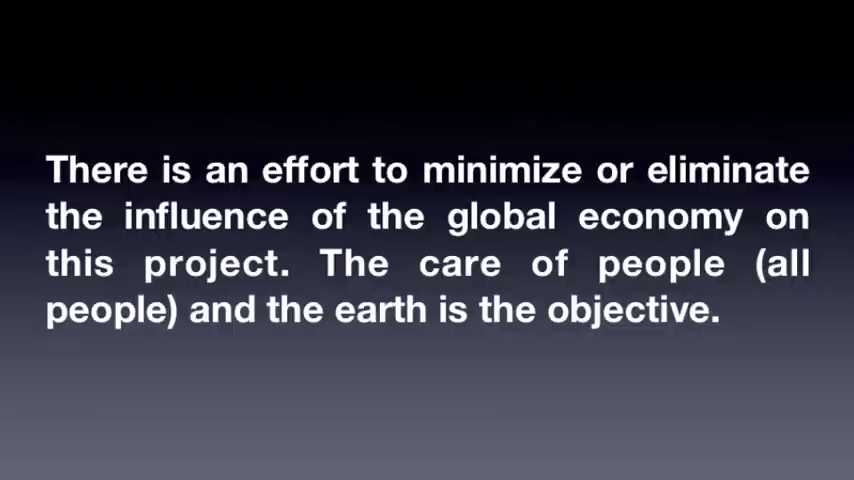 There is an effort to minimize or eliminate
the influence of the global economy on
this project. The care of people (all
people) and the earth is the objective.